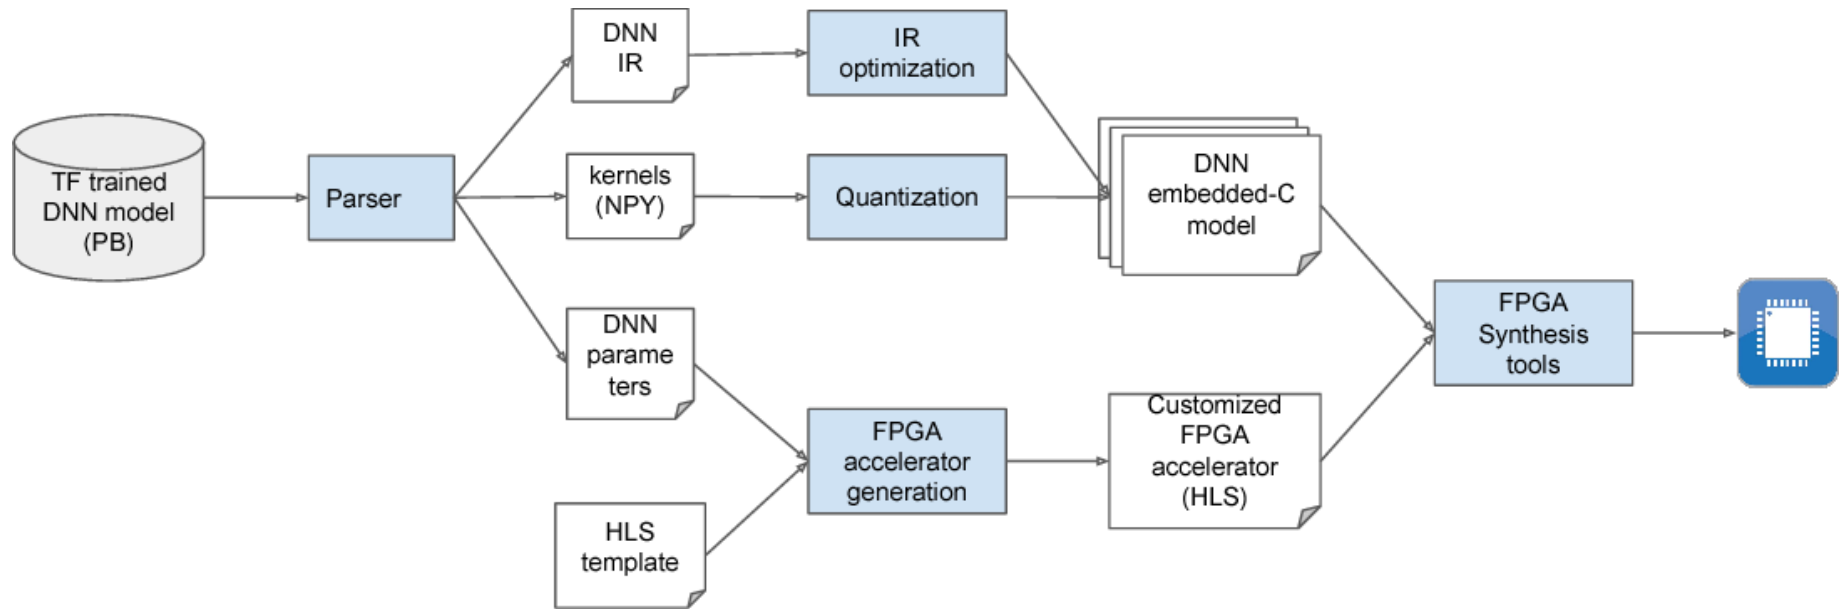 TF trained
DNN model
(PB)
Parser
DNN
IR
IR
optimization
kernels
(NPY)
Quantization
DNN
embedded-C
model
DNN
parame
ters
HLS
template
FPGA
accelerator
generation
Customized
FPGA
accelerator
(HLS)
FPGA
Synthesis
tools